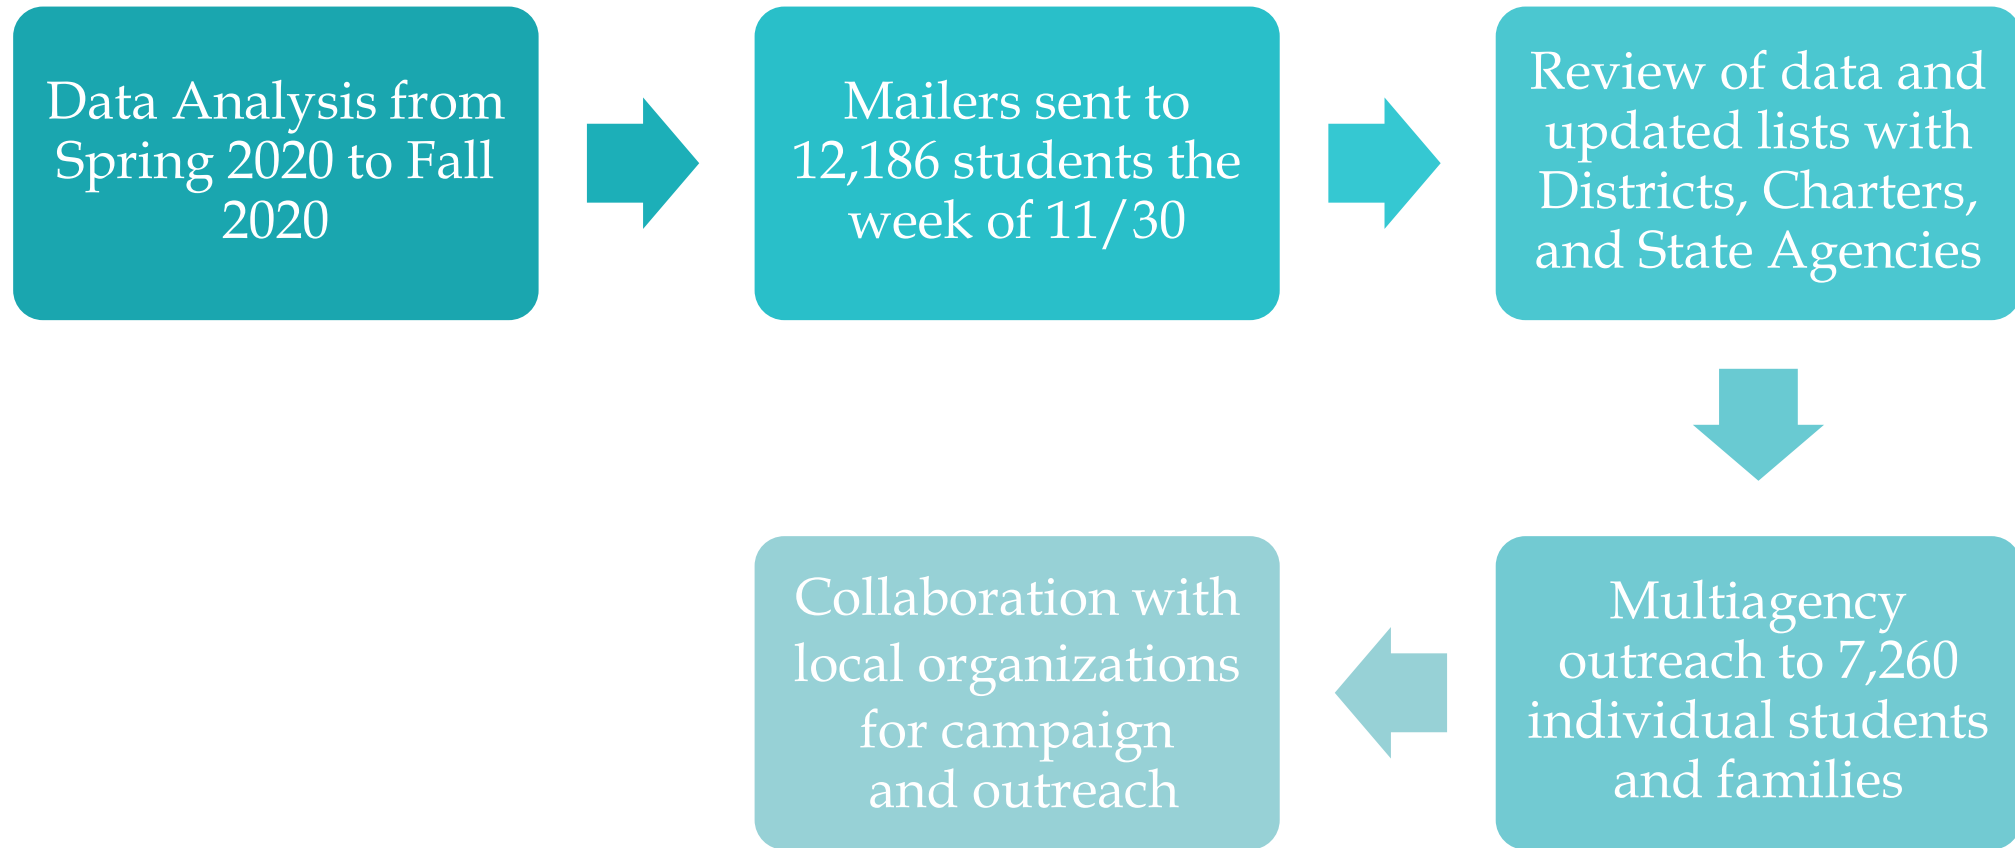 Data Analysis from
Spring 2020 to Fall
2020
Mailers sent to
12,186 students the
week of 11/30
Review of data and
updated lists with
Districts, Charters,
and State Agencies
Multiagency
outreach to 7,260
individual students
and families
Collaboration with
local organizations
for campaign
and outreach